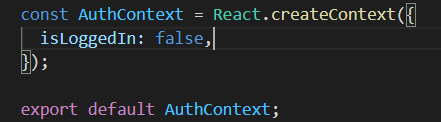 const AuthContext = React.createContext({
  isLoggedIn: false,
});
export default AuthContext;